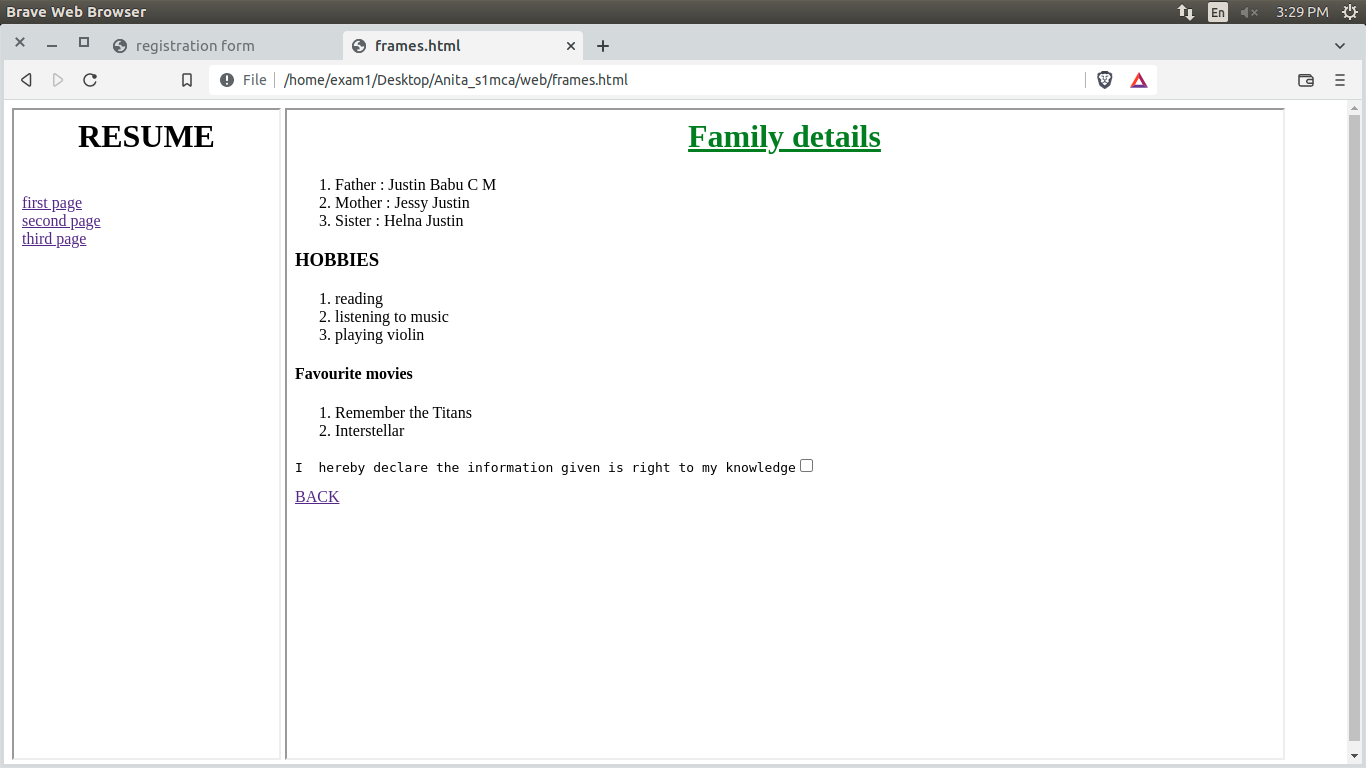 Brave Web Browser
En
3:29 PM
registration form
frames.html
File
/home/exam1/Desktop/Anita_s1mca/web/frames.html
RESUME
first page
second page
third page
Family details
1. Father : Justin Babu C M
2. Mother : Jessy Justin
3. Sister : Helna Justin
HOBBIES
1. reading
2. listening to music
3. playing violin
Favourite movies
1. Remember the Titans
2. Interstellar
I  hereby declare the information given is right to my knowledge
BACK